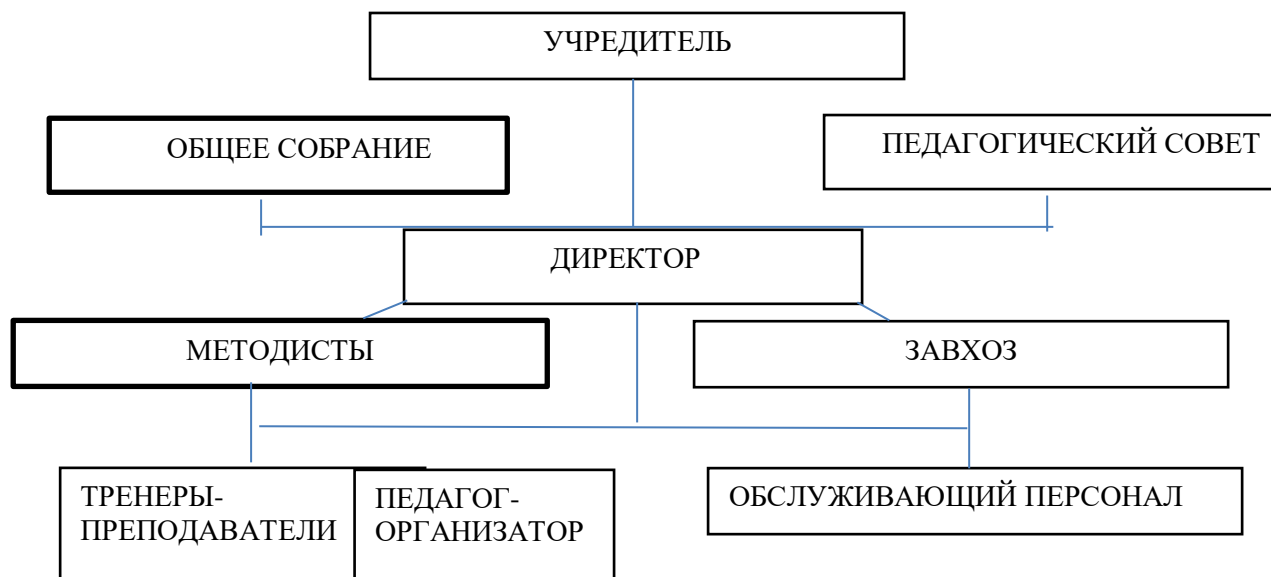 УЧРЕДИТЕЛЬ
ОБЩЕЕ СОБРАНИЕ
ПЕДАГОГИЧЕСКИЙ СОВЕТ
ДИРЕКТОР
МЕТОДИСТЫ
ЗАВХОЗ
ТРЕНЕРЫ-
ПРЕПОДАВАТЕЛИ
ПЕДАГОГ-
ОРГАНИЗАТОР
ОБСЛУЖИВАЮЩИЙ ПЕРСОНАЛ